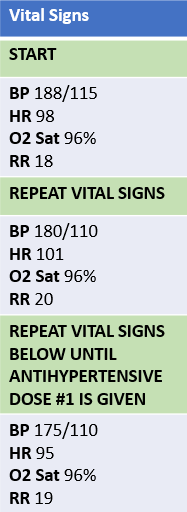 Vital Signs
START
BP 188/115
HR 98
O2 Sat 96%
RR 18
REPEAT VITAL SIGNS
BP 180/110
HR 101
O2 Sat 96%
RR 20
REPEAT VITAL SIGNS
BELOW UNTIL
ANTIHYPERTENSIVE
DOSE #1 IS GIVEN
BP 175/110
HR 95
O2 Sat 96%
RR 19